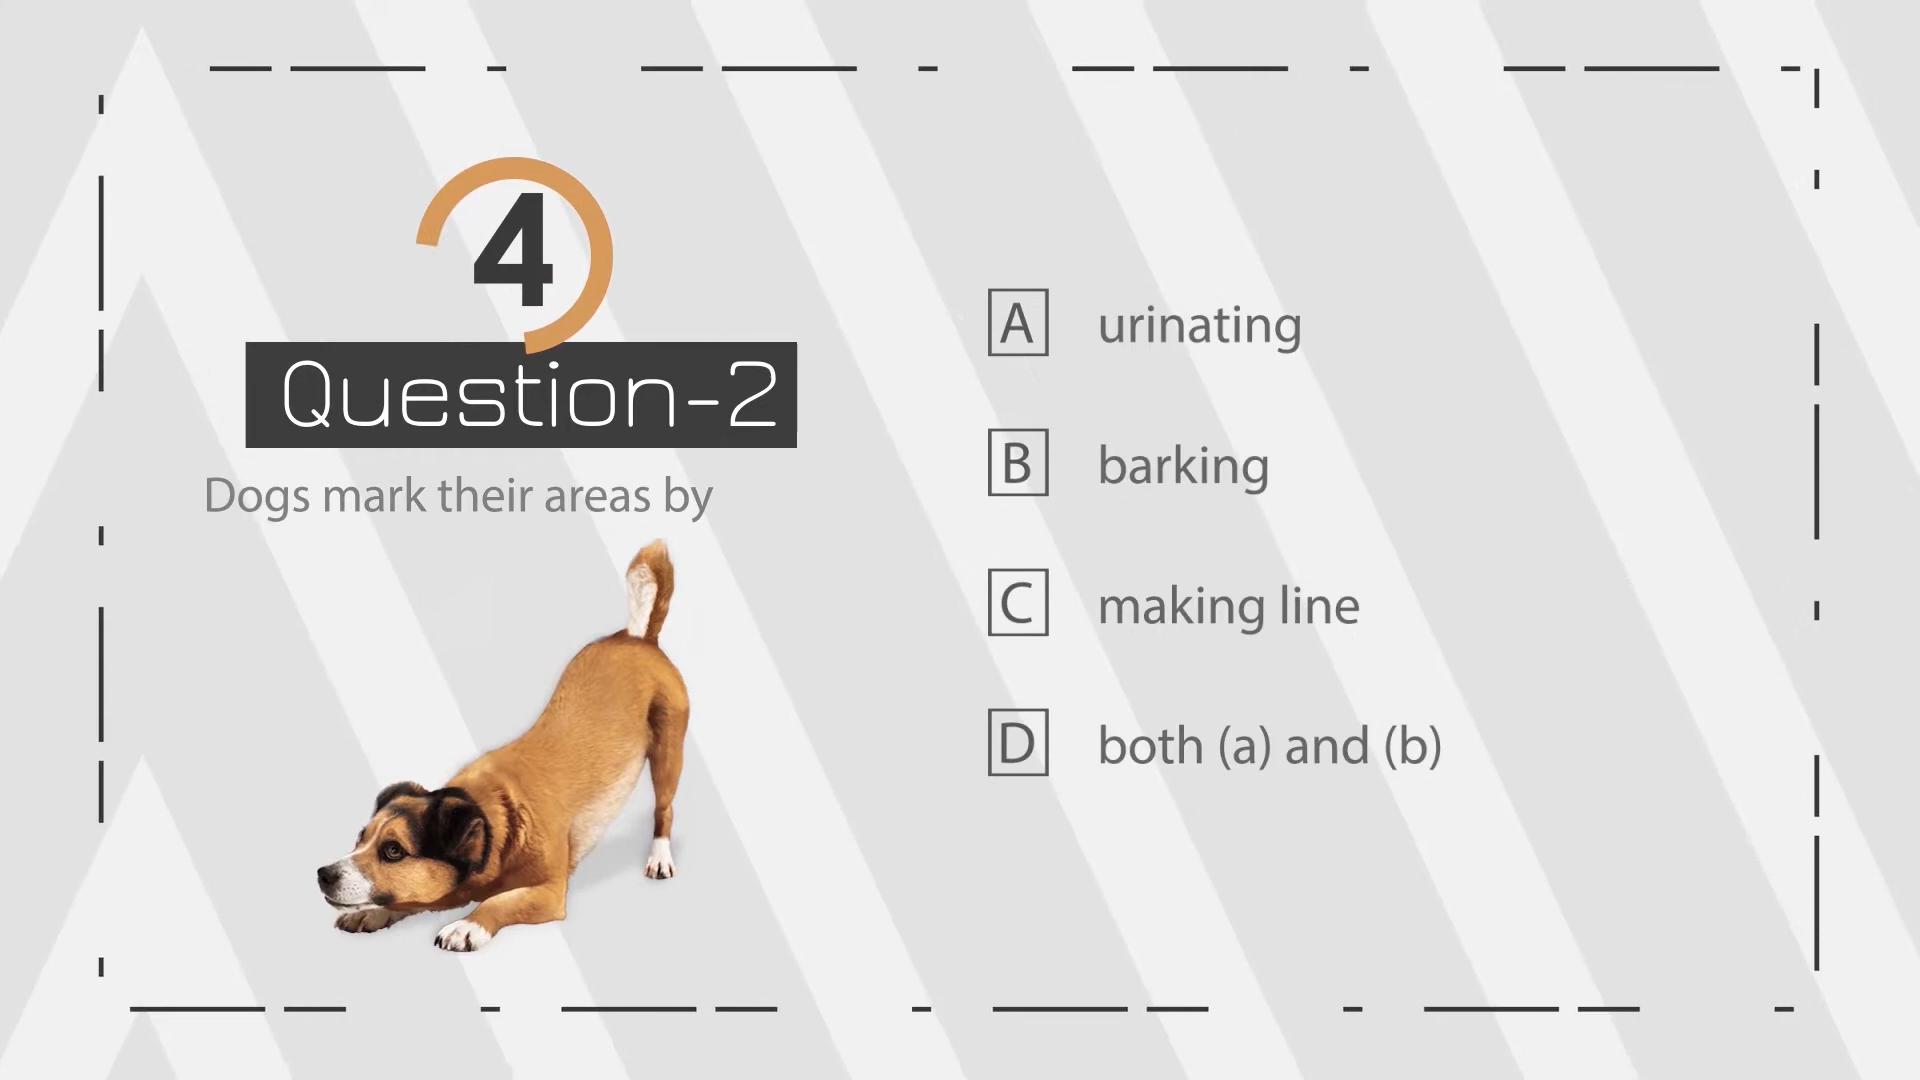 4
Question-2
Dogs mark their areas by
A urinating
B barking
C making line
D both (a) and (b)